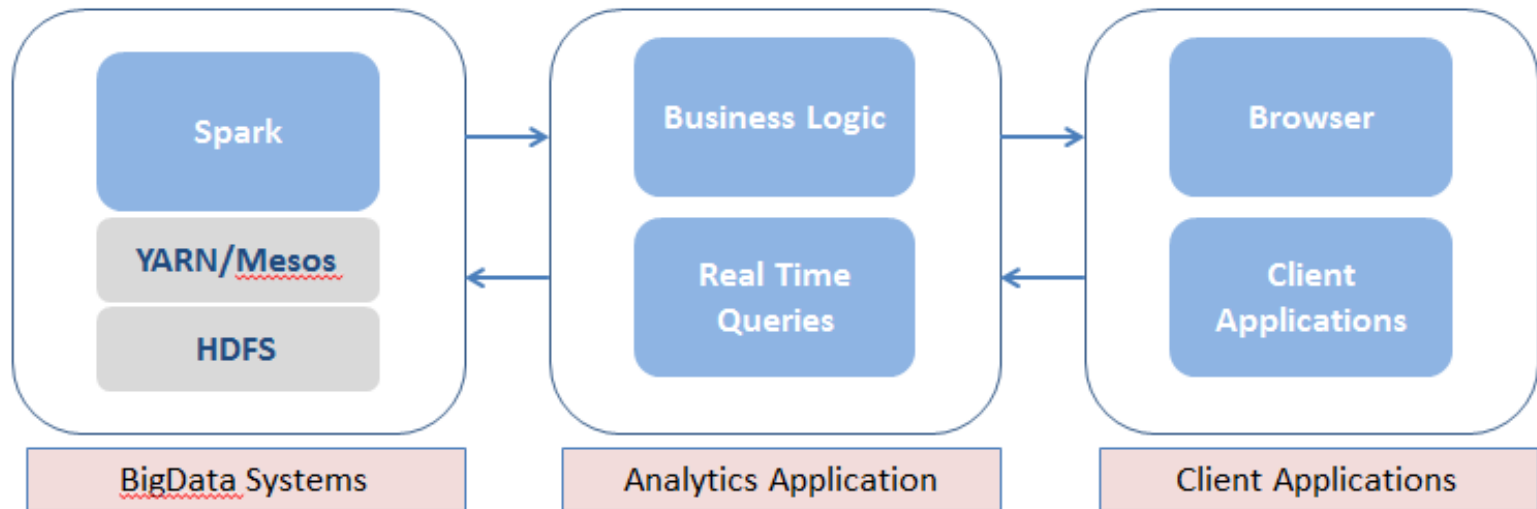 Spark
YARN/Mesos
HDFS
BigData Systems
Business Logic
Real Time
Queries
Analytics Application
Browser
Client
Applications
Client Applications